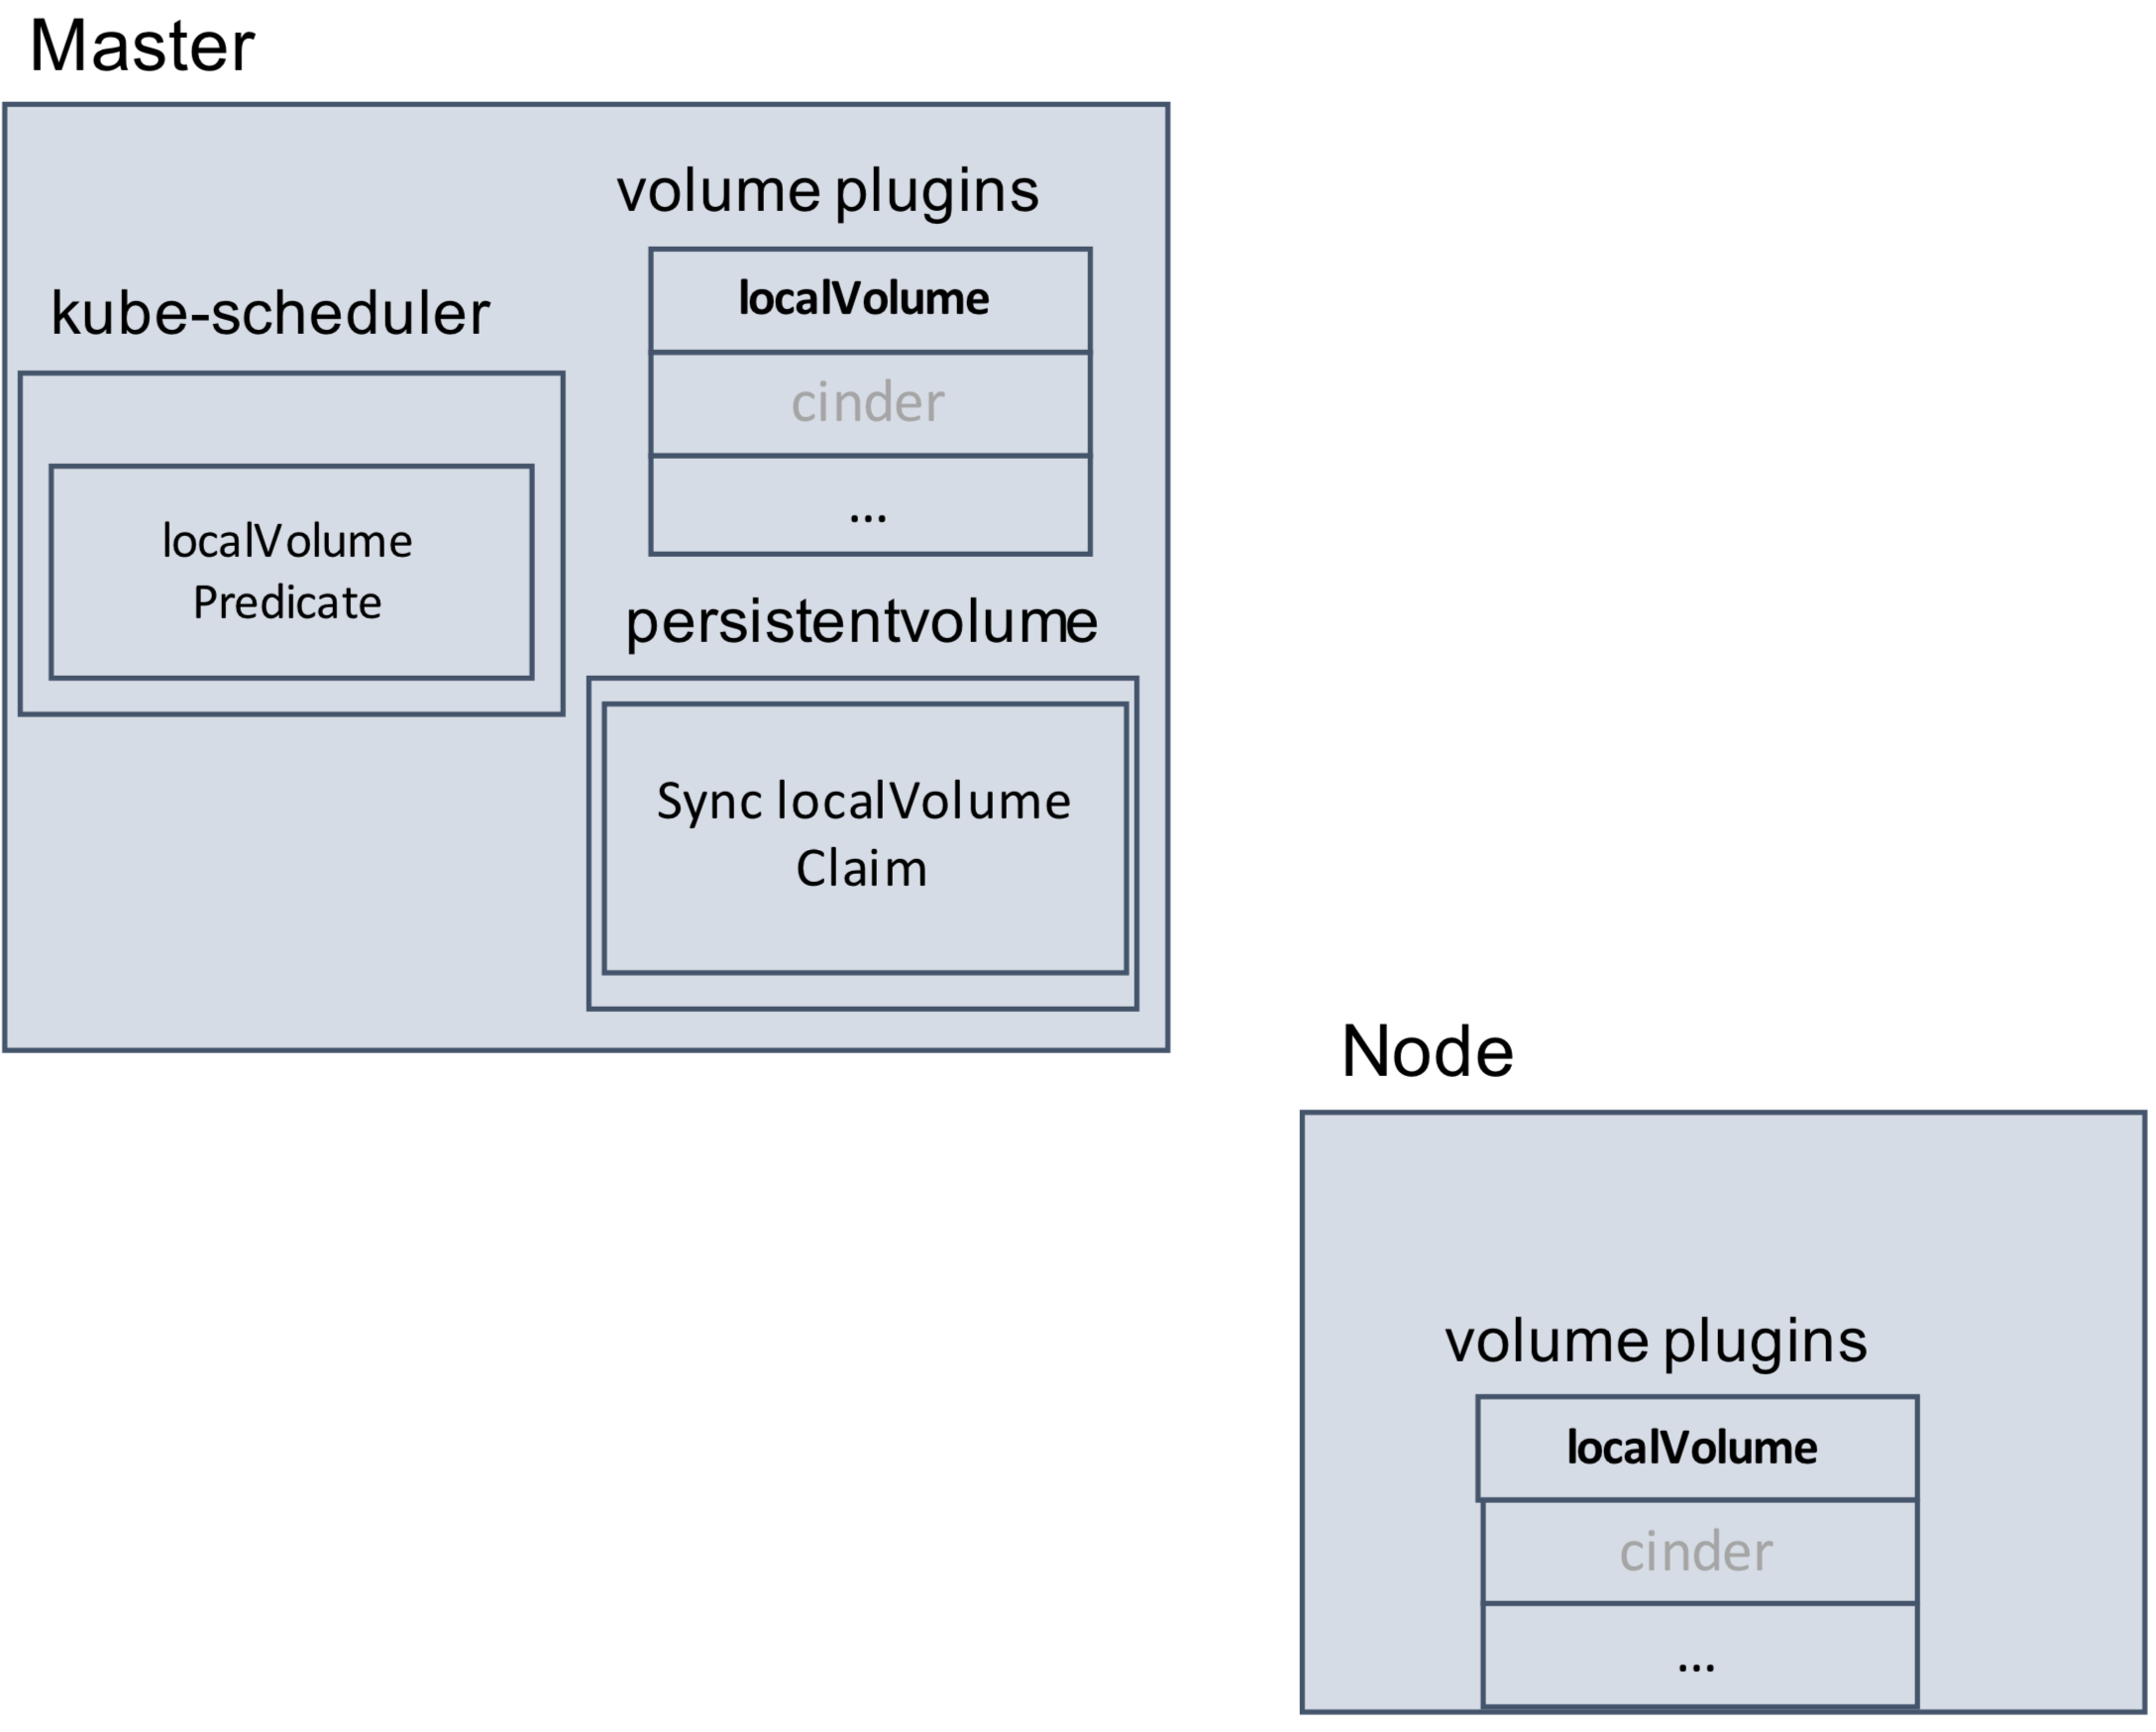 Master
kube-scheduler
localVolume
Predicate
volume plugins
localVolume
cinder
...
persistentvolume
Sync localVolume
Claim
Node
volume plugins
localVolume
cinder
...